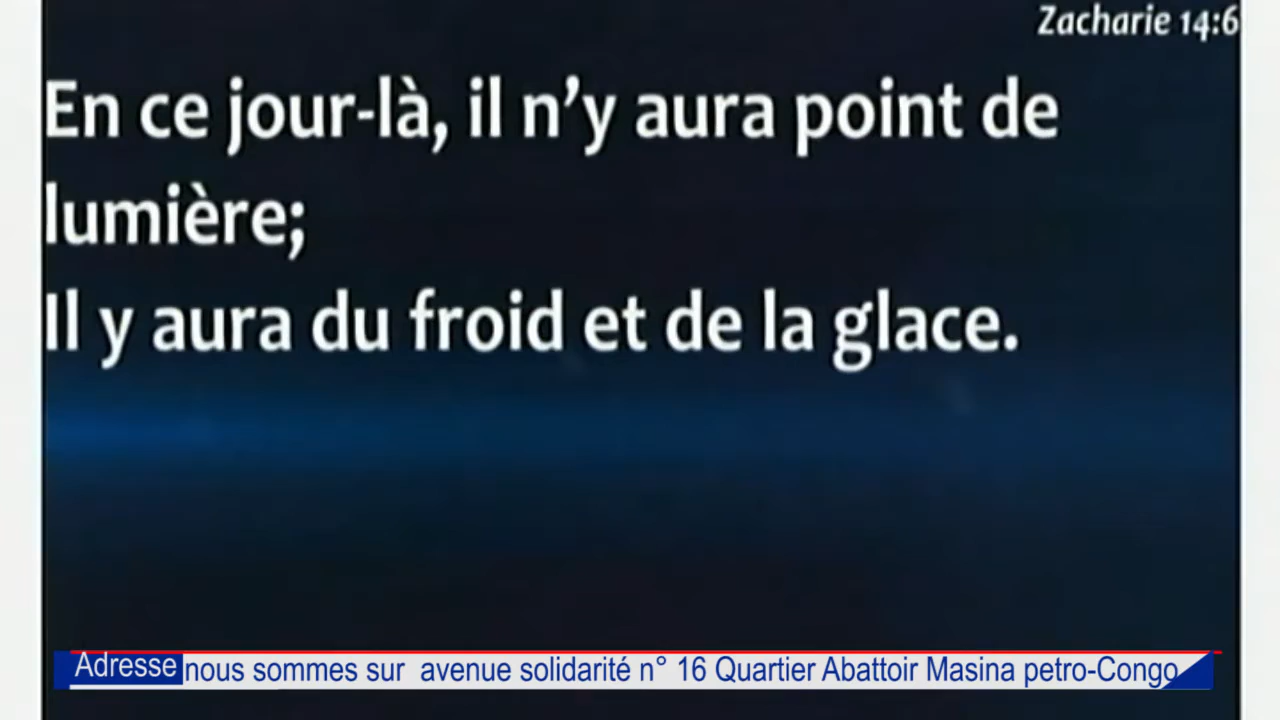 Zacharie 14:6
En ce jour-là, il n’y aura point de
lumière;
Il y aura du froid et de la glace.
Adresse nous sommes sur avenue solidarité n° 16 Quartier Abattoir Masina petro-Congo